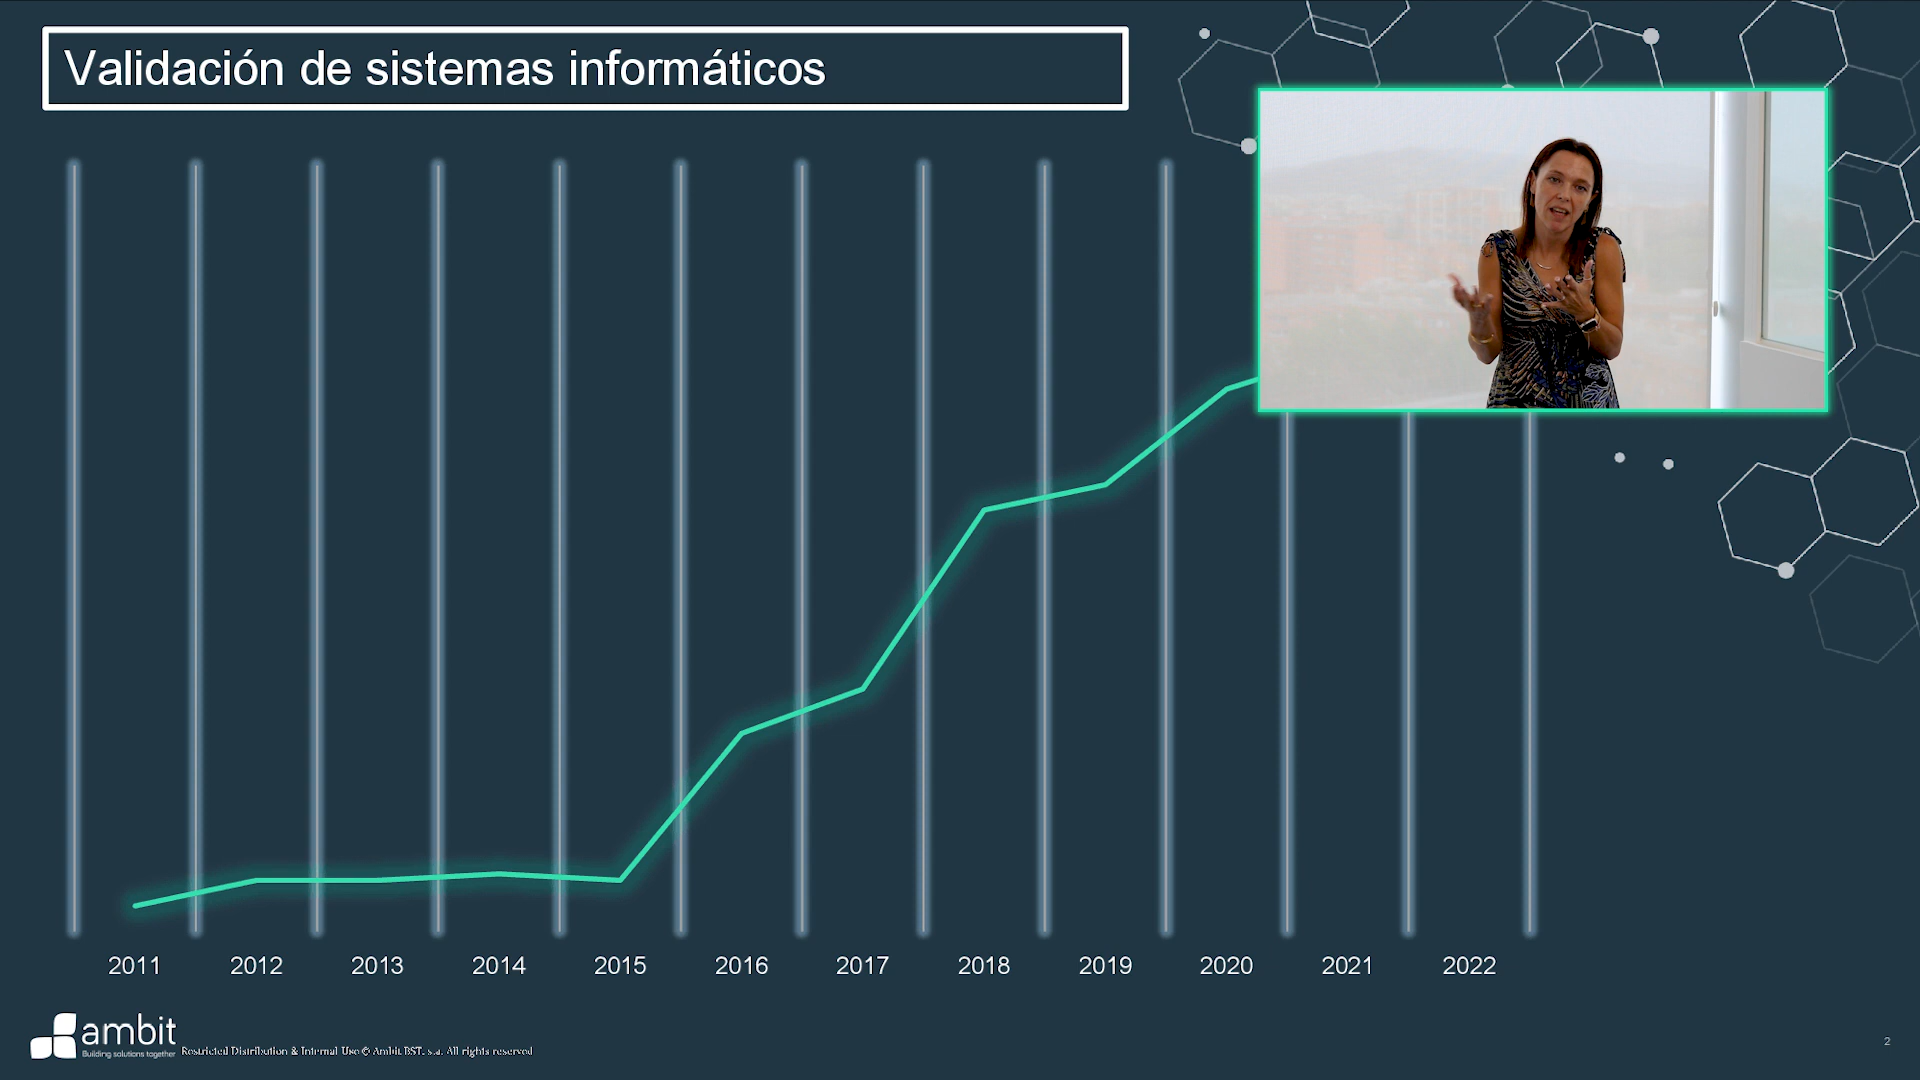 Validación de sistemas informáticos
2011 2012 2013 2014 2015 2016 2017 2018 2019 2020 2021 2022
ambit
Building solutions together
Restricted Distribution & Internal Use © Ambit BST. s.a. All rights reserved
2